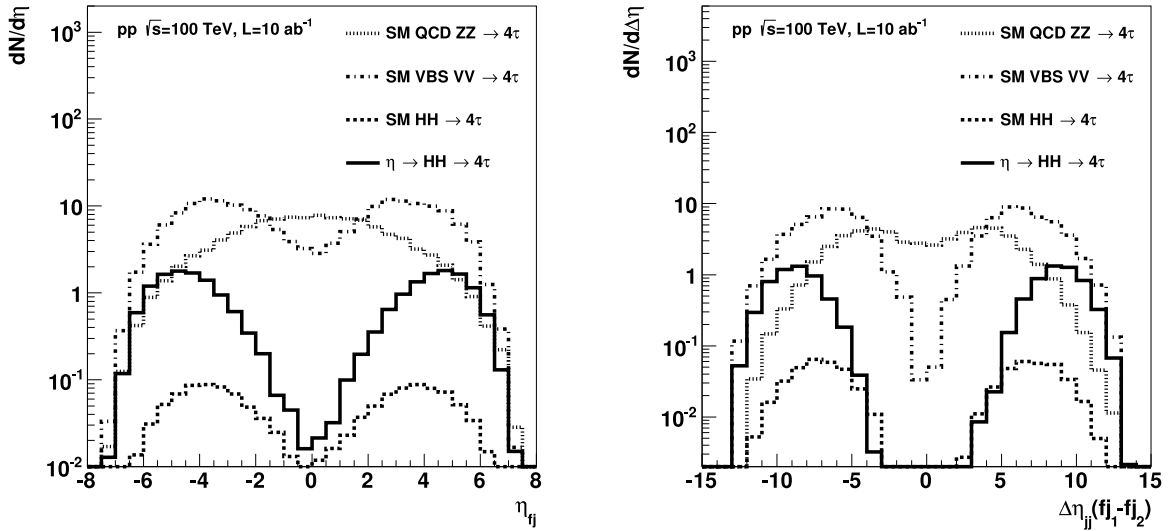 dN/dη
pp √s=100 TeV, L=10 ab⁻¹
SM QCD ZZ → 4τ
SM VBS VV → 4τ
SM HH → 4τ
η → HH → 4τ
10³
10²
10
1
10⁻¹
10⁻²
-8 -6 -4 -2 0 2 4 6 8
η_fj
dN/dΔη
pp √s=100 TeV, L=10 ab⁻¹
SM QCD ZZ → 4τ
SM VBS VV → 4τ
SM HH → 4τ
η → HH → 4τ
10³
10²
10
1
10⁻¹
10⁻²
-15 -10 -5 0 5 10 15
Δη_jj(fj₁-fj₂)